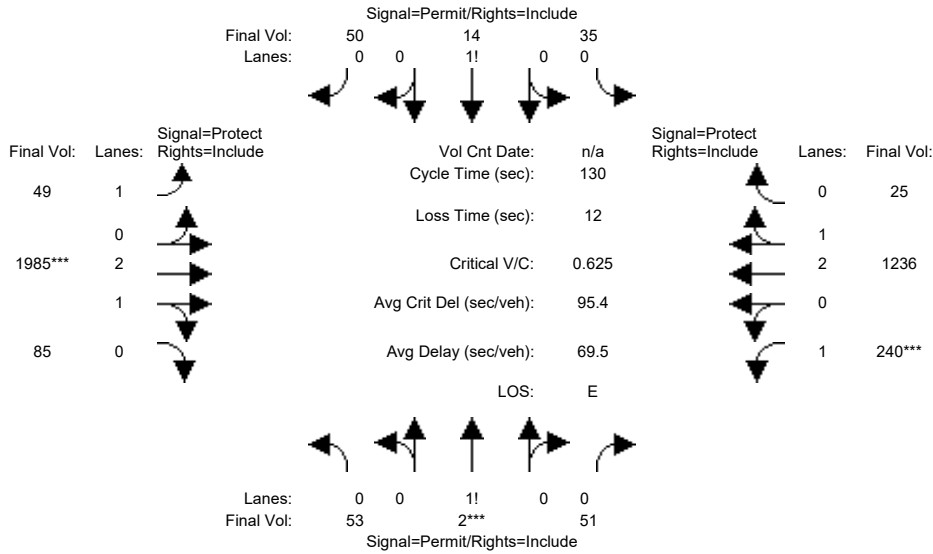 Signal=Permit/Rights=Include
Final Vol: 50 14 35
Lanes: 0 0 1! 0 0
Signal=Protect
Final Vol: Lanes: Rights=Include
Vol Cnt Date: n/a
Signal=Protect
Rights=Include Lanes: Final Vol:
Cycle Time (sec): 130
49 1
0 25
Loss Time (sec): 12
0
1
1985*** 2
Critical V/C: 0.625
2 1236
1
Avg Crit Del (sec/veh): 95.4
0
85 0
Avg Delay (sec/veh): 69.5
1 240***
LOS: E
Lanes: 0 0 1! 0 0
Final Vol: 53 2*** 51
Signal=Permit/Rights=Include